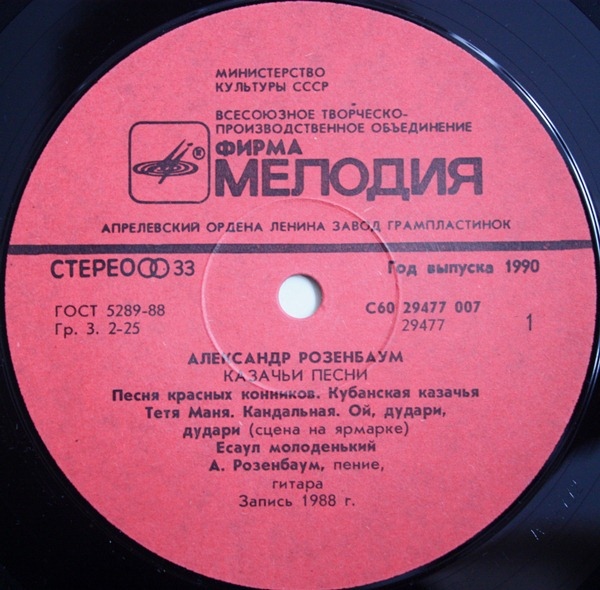 МИНИСТЕРСТВО
КУЛЬТУРЫ СССР
ВСЕСОЮЗНОЕ ТВОРЧЕСКО-
ПРОИЗВОДСТВЕННОЕ ОБЪЕДИНЕНИЕ
®
ФИРМА
МЕЛОДИЯ
АПРЕЛЕВСКИЙ ОРДЕНА ЛЕНИНА ЗАВОД ГРАМПЛАСТИНОК
СТЕРЕО 33 Год выпуска 1990
ГОСТ 5289-88 С60 29477 007
Гр. 3. 2-25 29477 1
АЛЕКСАНДР РОЗЕНБАУМ
КАЗАЧЬИ ПЕСНИ
Песня красных конников. Кубанская казачья
Тетя Маня. Кандальная. Ой, дудари,
дудари (сцена на ярмарке)
Есаул молоденький
А. Розенбаум, пение,
гитара
Запись 1988 г.